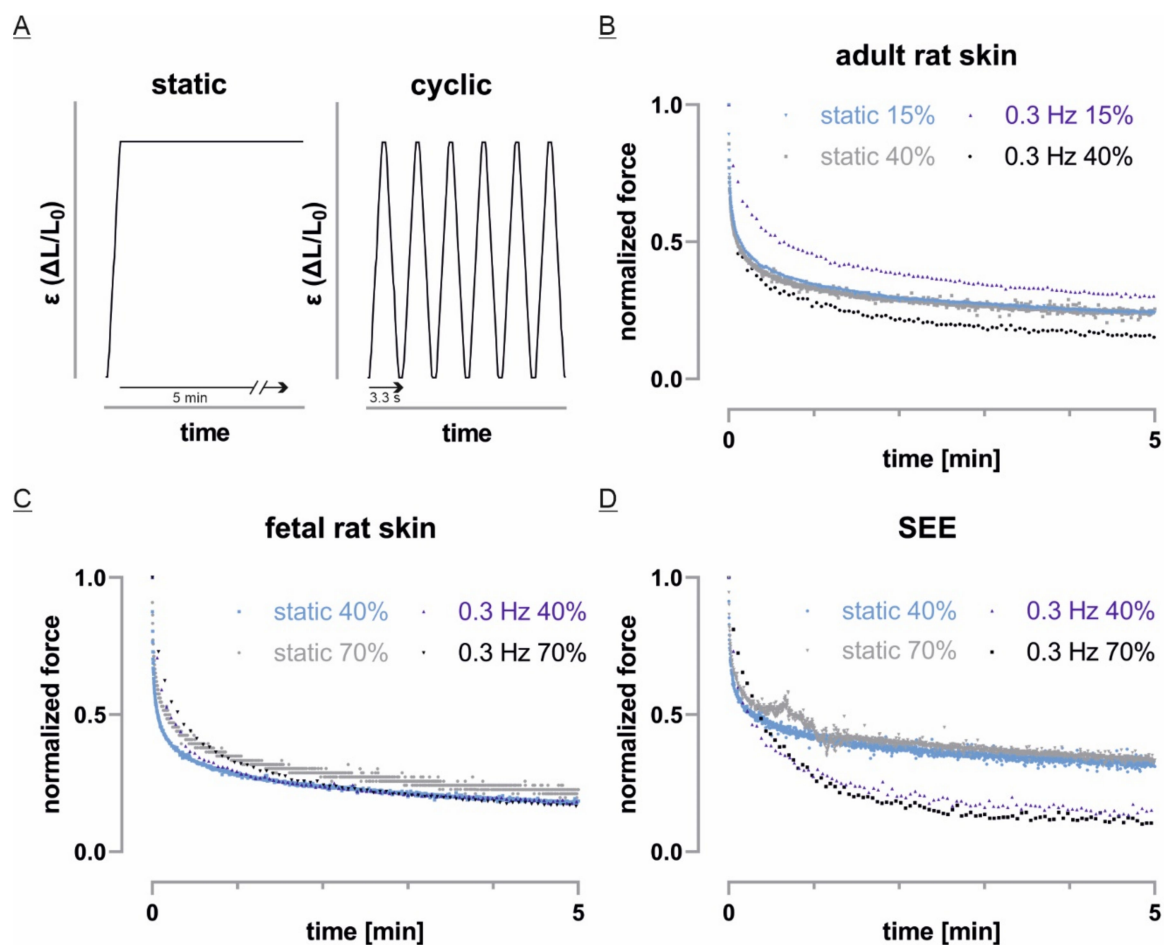 A
static
cyclic
ε (ΔL/L0)
5 min
time
ε (ΔL/L0)
3.3 s
time
B
adult rat skin
static 15%
0.3 Hz 15%
static 40%
0.3 Hz 40%
normalized force
1.0
0.5
0.0
0
5
time [min]
C
fetal rat skin
static 40%
0.3 Hz 40%
static 70%
0.3 Hz 70%
normalized force
1.0
0.5
0.0
0
5
time [min]
D
SEE
static 40%
0.3 Hz 40%
static 70%
0.3 Hz 70%
normalized force
1.0
0.5
0.0
0
5
time [min]